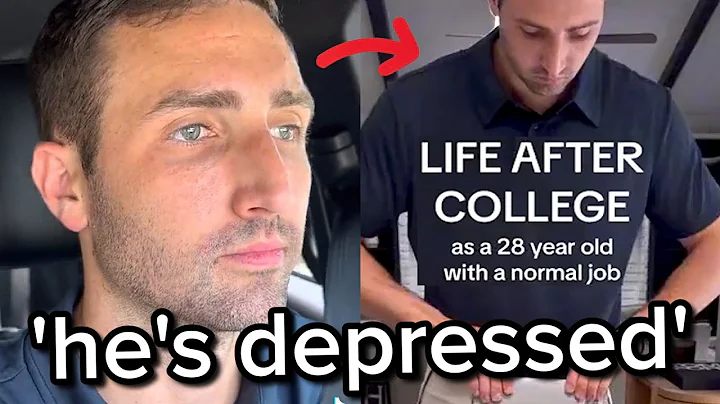 LIFE AFTER
COLLEGE
as a 28 year old
with a normal job
'he's depressed'